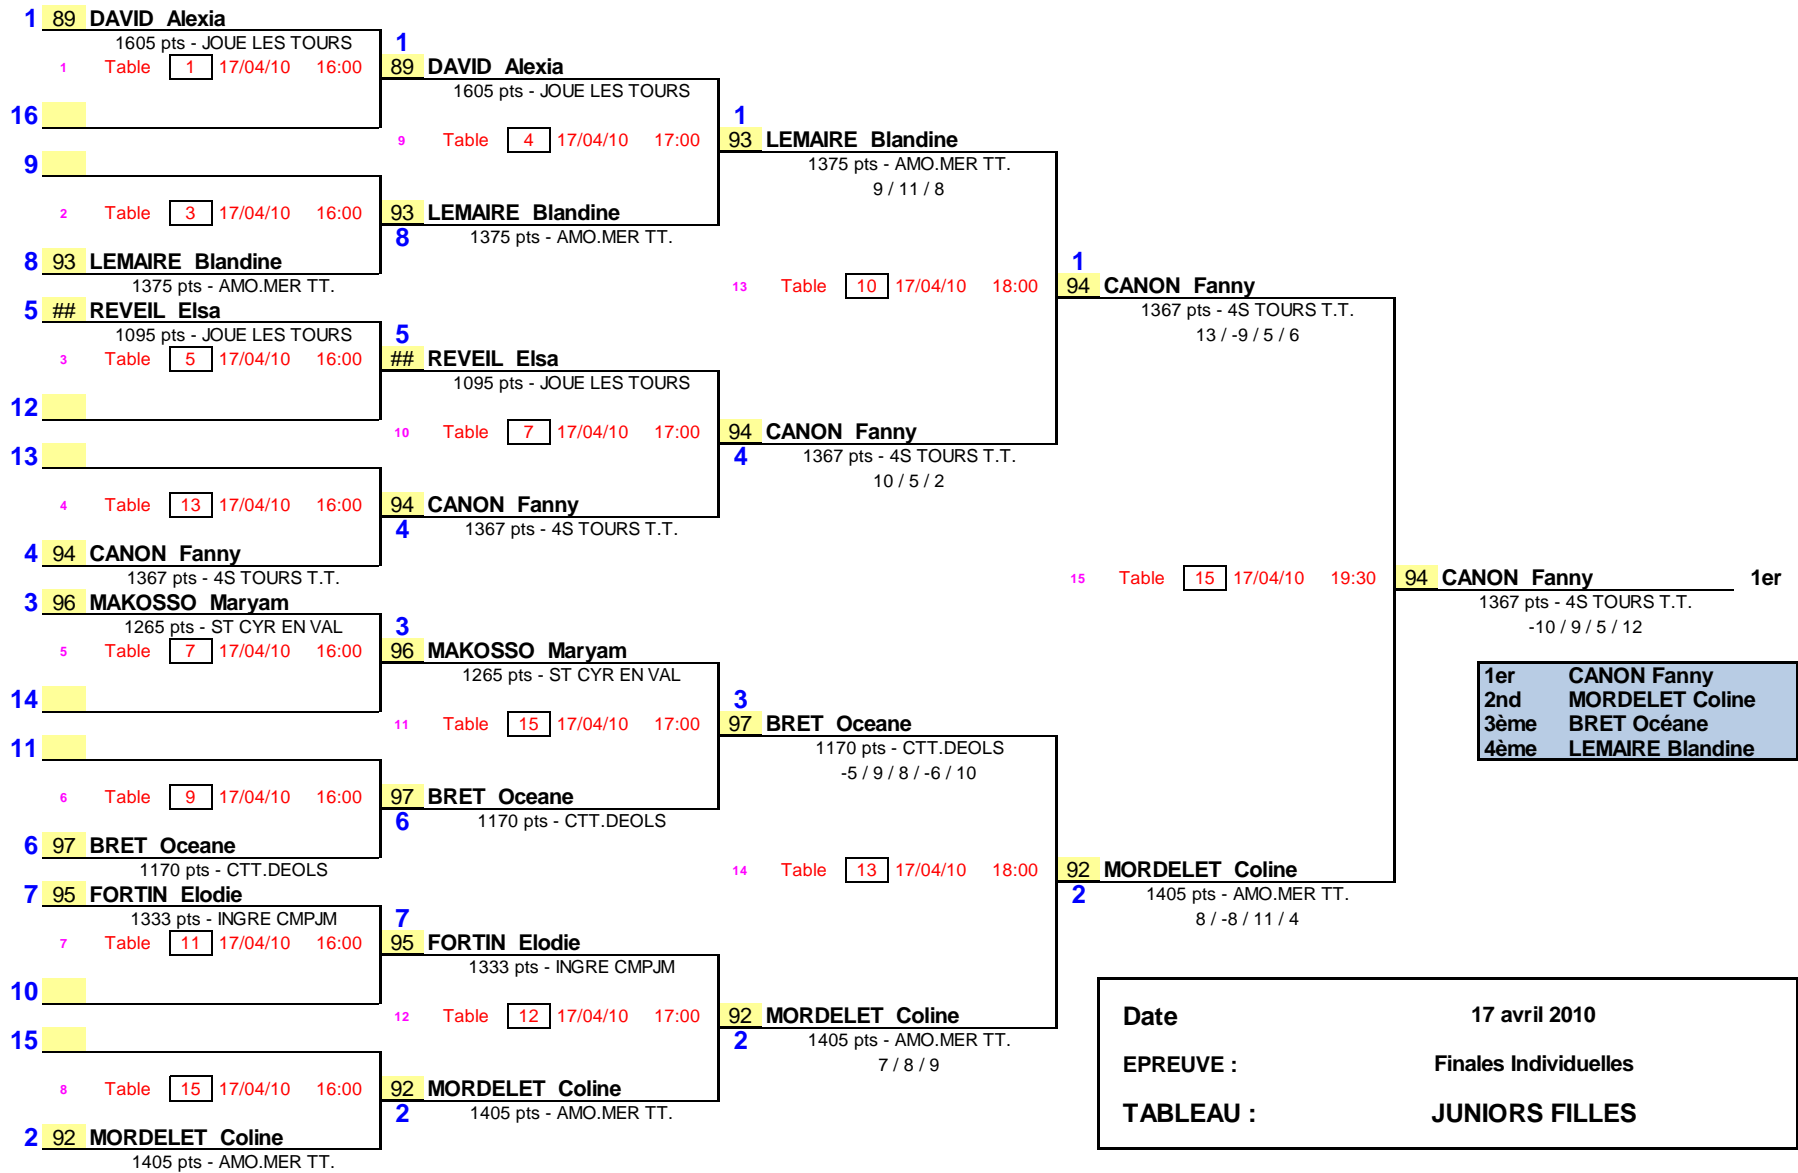 1 89 DAVID Alexia
1605 pts - JOUE LES TOURS
1 Table 1 17/04/10 16:00
16
9
2 Table 3 17/04/10 16:00
8 93 LEMAIRE Blandine
1375 pts - AMO.MER TT.
5 ## REVEIL Elsa
1095 pts - JOUE LES TOURS
3 Table 5 17/04/10 16:00
12
13
4 Table 13 17/04/10 16:00
4 94 CANON Fanny
1367 pts - 4S TOURS T.T.
3 96 MAKOSSO Maryam
1265 pts - ST CYR EN VAL
5 Table 7 17/04/10 16:00
14
11
6 Table 9 17/04/10 16:00
6 97 BRET Oceane
1170 pts - CTT.DEOLS
7 95 FORTIN Elodie
1333 pts - INGRE CMPJM
7 Table 11 17/04/10 16:00
10
15
8 Table 15 17/04/10 16:00
2 92 MORDELET Coline
1405 pts - AMO.MER TT.
1
89 DAVID Alexia
1605 pts - JOUE LES TOURS
9 Table 4 17/04/10 17:00
93 LEMAIRE Blandine
8 1375 pts - AMO.MER TT.
5
## REVEIL Elsa
1095 pts - JOUE LES TOURS
10 Table 7 17/04/10 17:00
94 CANON Fanny
4 1367 pts - 4S TOURS T.T.
3
96 MAKOSSO Maryam
1265 pts - ST CYR EN VAL
11 Table 15 17/04/10 17:00
97 BRET Oceane
6 1170 pts - CTT.DEOLS
7
95 FORTIN Elodie
1333 pts - INGRE CMPJM
12 Table 12 17/04/10 17:00
92 MORDELET Coline
2 1405 pts - AMO.MER TT.
1
93 LEMAIRE Blandine
1375 pts - AMO.MER TT.
9 / 11 / 8
13 Table 10 17/04/10 18:00
94 CANON Fanny
4 1367 pts - 4S TOURS T.T.
10 / 5 / 2
3
97 BRET Oceane
1170 pts - CTT.DEOLS
-5 / 9 / 8 / -6 / 10
14 Table 13 17/04/10 18:00
92 MORDELET Coline
2 1405 pts - AMO.MER TT.
7 / 8 / 9
1
94 CANON Fanny
1367 pts - 4S TOURS T.T.
13 / -9 / 5 / 6
15 Table 15 17/04/10 19:30
92 MORDELET Coline
2 1405 pts - AMO.MER TT.
8 / -8 / 11 / 4
94 CANON Fanny 1er
1367 pts - 4S TOURS T.T.
-10 / 9 / 5 / 12
1er CANON Fanny
2nd MORDELET Coline
3ème BRET Océane
4ème LEMAIRE Blandine
Date 17 avril 2010
EPREUVE : Finales Individuelles
TABLEAU : JUNIORS FILLES